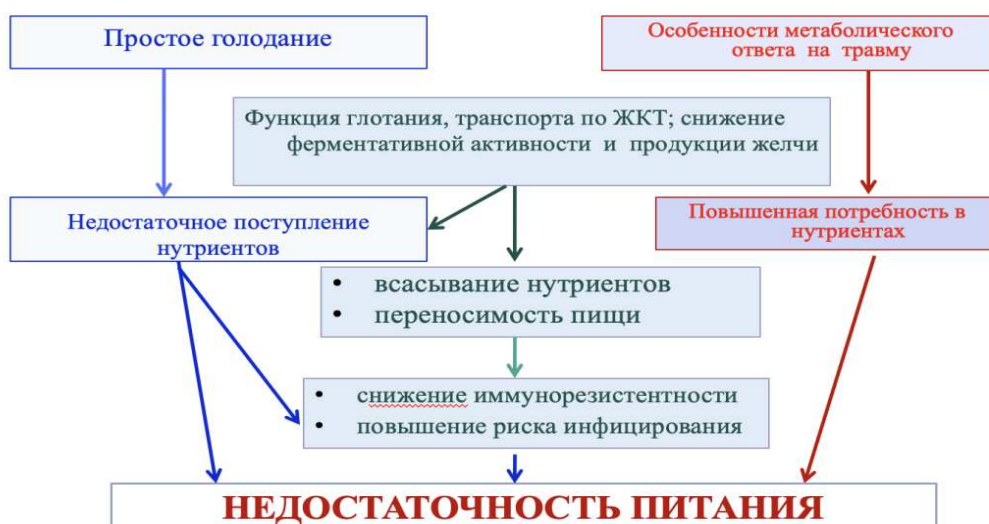 Простое голодание
Особенности метаболического
ответа на травму
Функция глотания, транспорта по ЖКТ; снижение
ферментативной активности и продукции желчи
Недостаточное поступление
нутриентов
Повышенная потребность в
нутриентах
• всасывание нутриентов
• переносимость пищи
• снижение иммунорезистентности
• повышение риска инфицирования
НЕДОСТАТОЧНОСТЬ ПИТАНИЯ